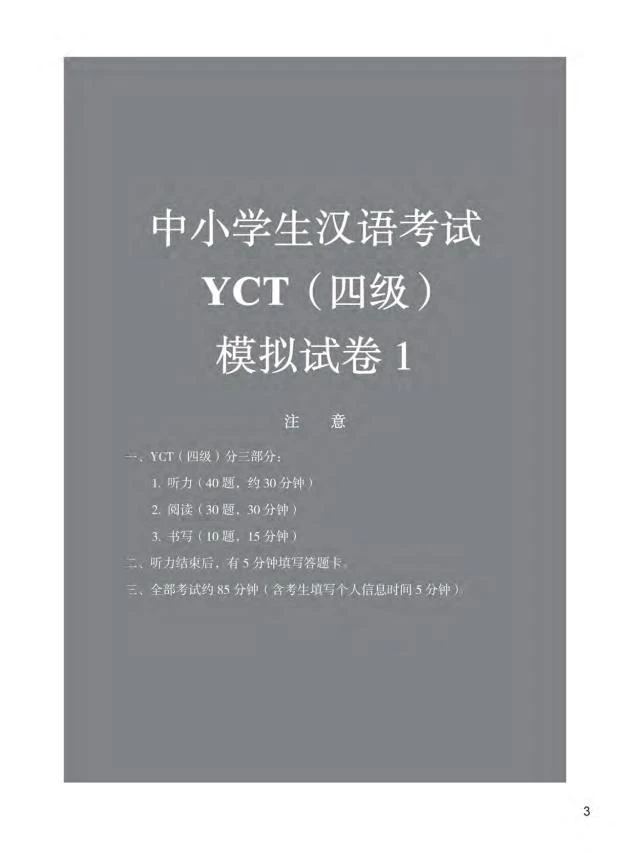 中小学生汉语考试
YCT（四级）
模拟试卷 1
注 意
一、YCT（四级）分三部分：
1. 听力（40 题，约 30 分钟）
2. 阅读（30 题，30 分钟）
3. 书写（10 题，15 分钟）
二、听力结束后，有 5 分钟填写答题卡。
三、全部考试约 85 分钟（含考生填写个人信息时间 5 分钟）
3